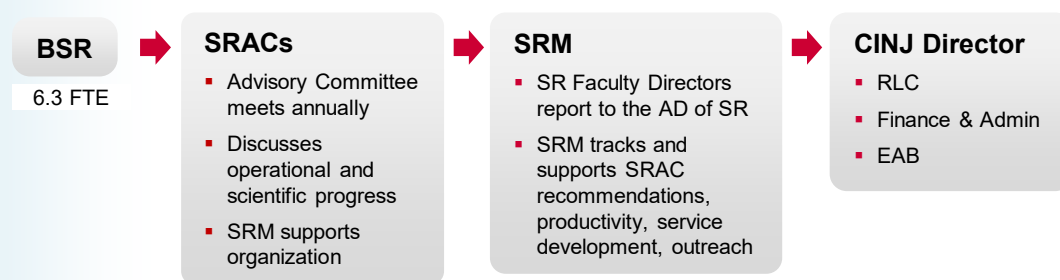 BSR
6.3 FTE
SRACs
▪ Advisory Committee
meets annually
▪ Discusses
operational and
scientific progress
▪ SRM supports
organization
SRM
▪ SR Faculty Directors
report to the AD of SR
▪ SRM tracks and
supports SRAC
recommendations,
productivity, service
development, outreach
CINJ Director
▪ RLC
▪ Finance & Admin
▪ EAB